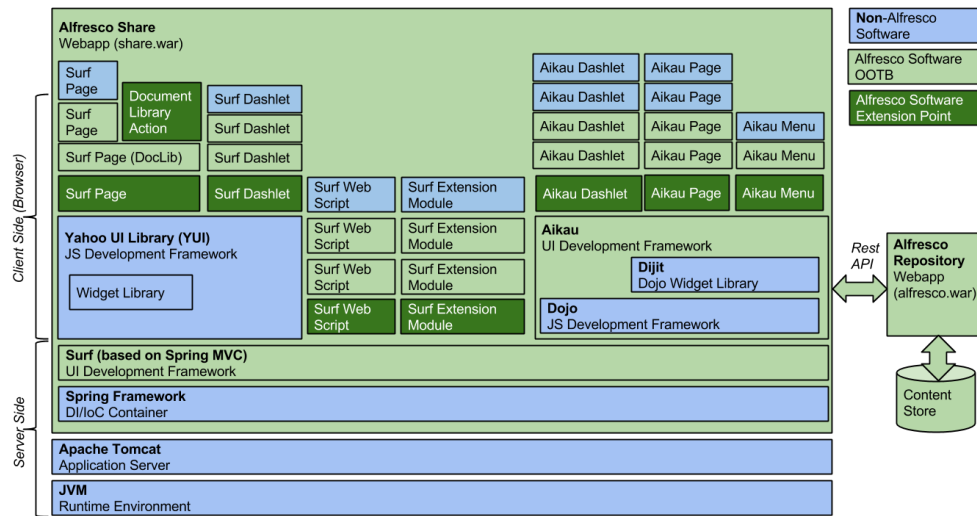 Alfresco Share
Webapp (share.war)
Surf
Page
Document
Library
Action
Surf
Page
Surf Dashlet
Surf Dashlet
Surf Page (DocLib)
Surf Dashlet
Surf Page
Surf Dashlet
Surf Web
Script
Surf Extension
Module
Surf Web
Script
Surf Extension
Module
Surf Web
Script
Surf Extension
Module
Surf Web
Script
Surf Extension
Module
Aikau Dashlet
Aikau Page
Aikau Dashlet
Aikau Page
Aikau Dashlet
Aikau Page
Aikau Menu
Aikau Dashlet
Aikau Page
Aikau Menu
Aikau Dashlet
Aikau Page
Aikau Menu
Yahoo UI Library (YUI)
JS Development Framework
Widget Library
Aikau
UI Development Framework
Dijit
Dojo Widget Library
Dojo
JS Development Framework
Surf (based on Spring MVC)
UI Development Framework
Spring Framework
DI/IoC Container
Apache Tomcat
Application Server
JVM
Runtime Environment
Client Side (Browser)
Server Side
Non-Alfresco
Software
Alfresco Software
OOTB
Alfresco Software
Extension Point
Rest
API
Alfresco
Repository
Webapp
(alfresco.war)
Content
Store